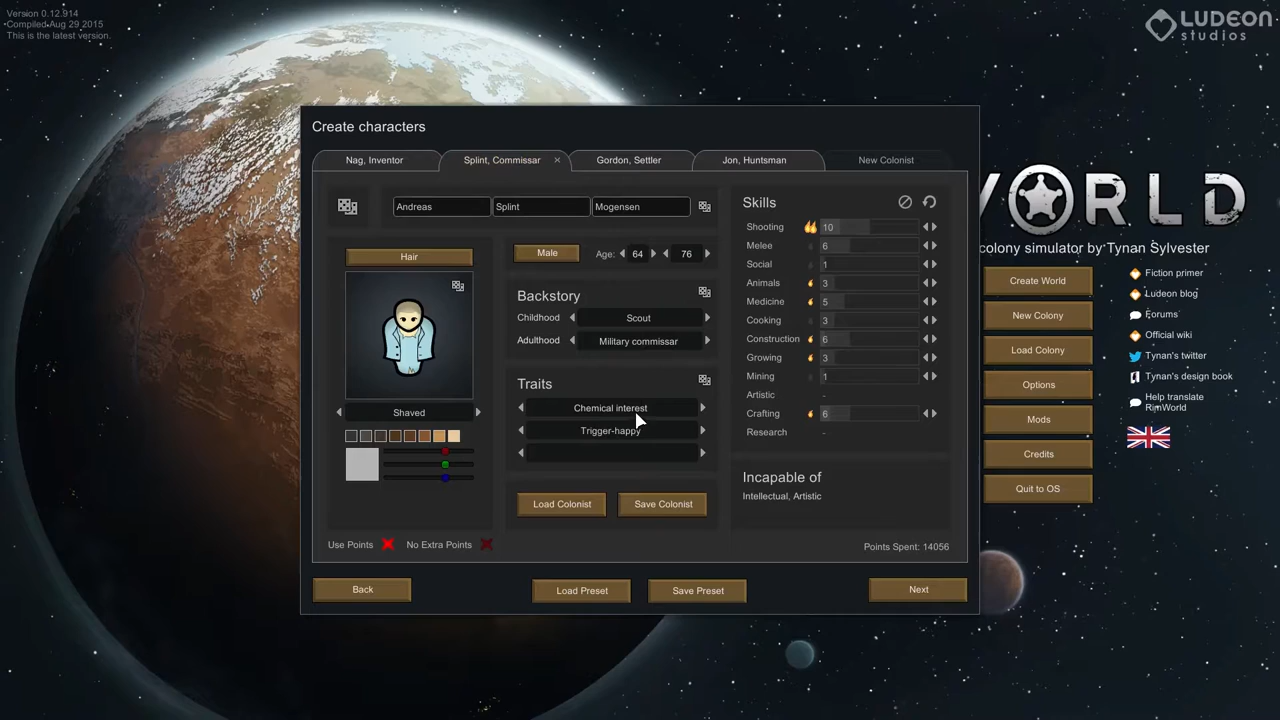 Version 0.12.914
Compiled Aug 29 2015
This is the latest version.
LUDEON
studios
Create characters
Nag, Inventor
Splint, Commissar
Gordon, Settler
Jon, Huntsman
New Colonist
Andreas
Splint
Mogensen
Hair
Male
Age: 64 76
Backstory
Childhood Scout
Adulthood Military commissar
Traits
Chemical interest
Trigger-happy
Shaved
Load Colonist
Save Colonist
Skills
Shooting 10
Melee 6
Social 1
Animals 3
Medicine 5
Cooking 3
Construction 6
Growing 3
Mining 1
Artistic -
Crafting 6
Research -
Incapable of
Intellectual, Artistic
Use Points
No Extra Points
Points Spent: 14056
Back
Load Preset
Save Preset
Next
WORLD
colony simulator by Tynan Sylvester
Create World
New Colony
Load Colony
Options
Mods
Credits
Quit to OS
Fiction primer
Ludeon blog
Forums
Official wiki
Tynan's twitter
Tynan's design book
Help translate
RimWorld